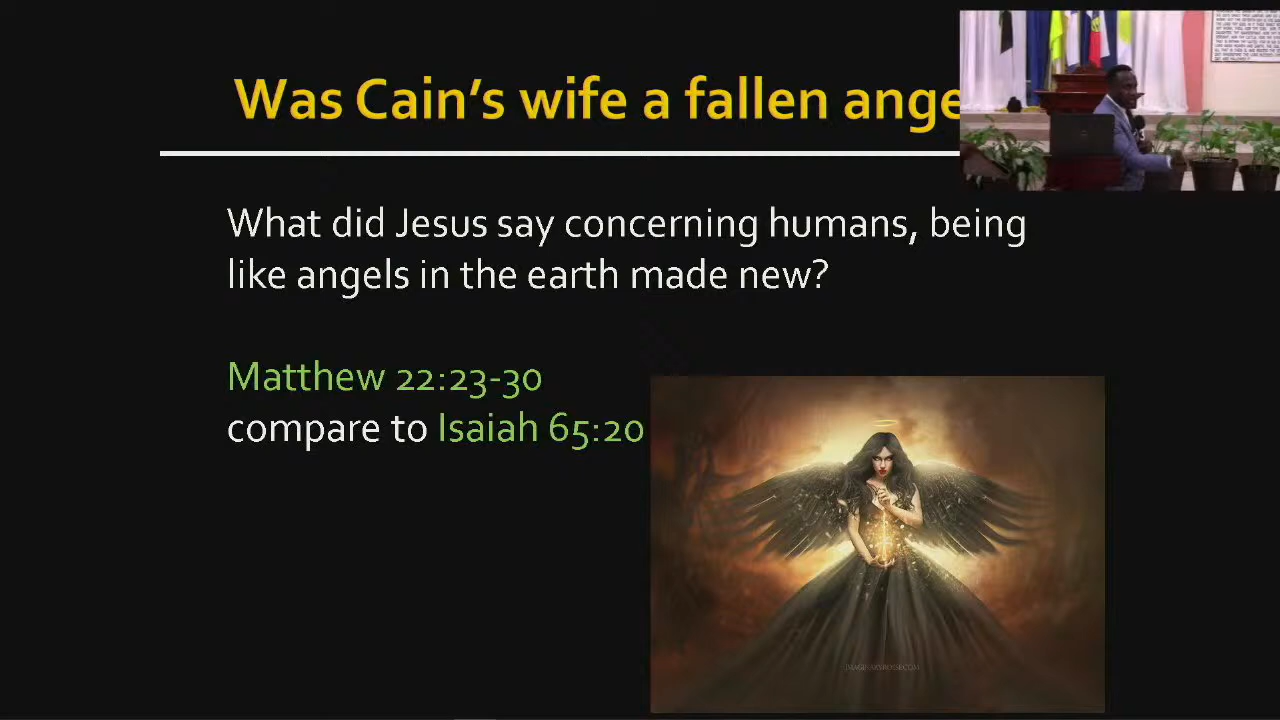 Was Cain's wife a fallen ange
What did Jesus say concerning humans, being
like angels in the earth made new?
Matthew 22:23-30
compare to Isaiah 65:20